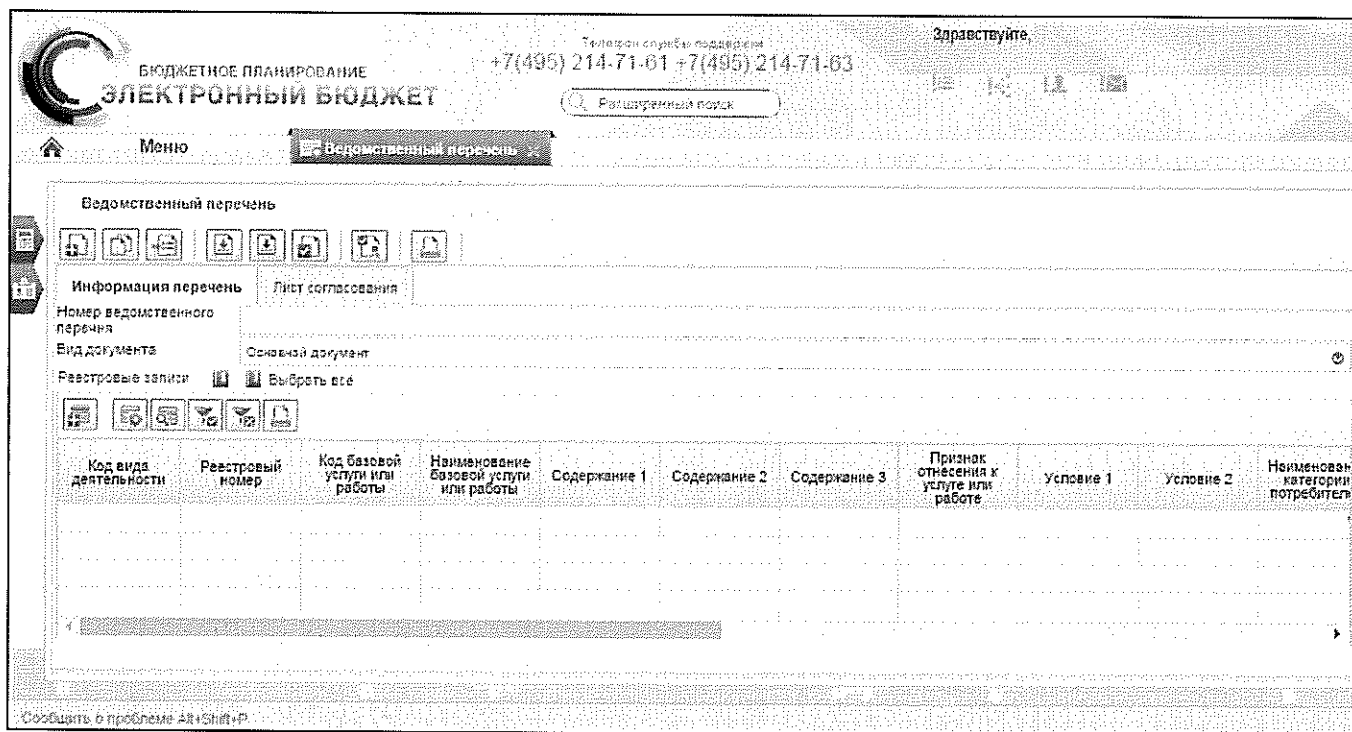 Телефон службы поддержки
Здравствуйте,
+7(495) 214-71-61 +7(495) 214-71-63
БЮДЖЕТНОЕ ПЛАНИРОВАНИЕ
ЭЛЕКТРОННЫЙ БЮДЖЕТ
Расширенный поиск
Меню
Ведомственный перечень
Ведомственный перечень
Информация перечень
Лист согласования
Номер ведомственного
перечня
Вид документа
Основной документ
Реестровые записи
Выбрать все
Код вида
деятельности
Реестровый
номер
Код базовой
услуги или
работы
Наименование
базовой услуги
или работы
Содержание 1
Содержание 2
Содержание 3
Признак
отнесения к
услуге или
работе
Условие 1
Условие 2
Наименован
категории
потребител
Сообщить о проблеме Alt+Shift+P